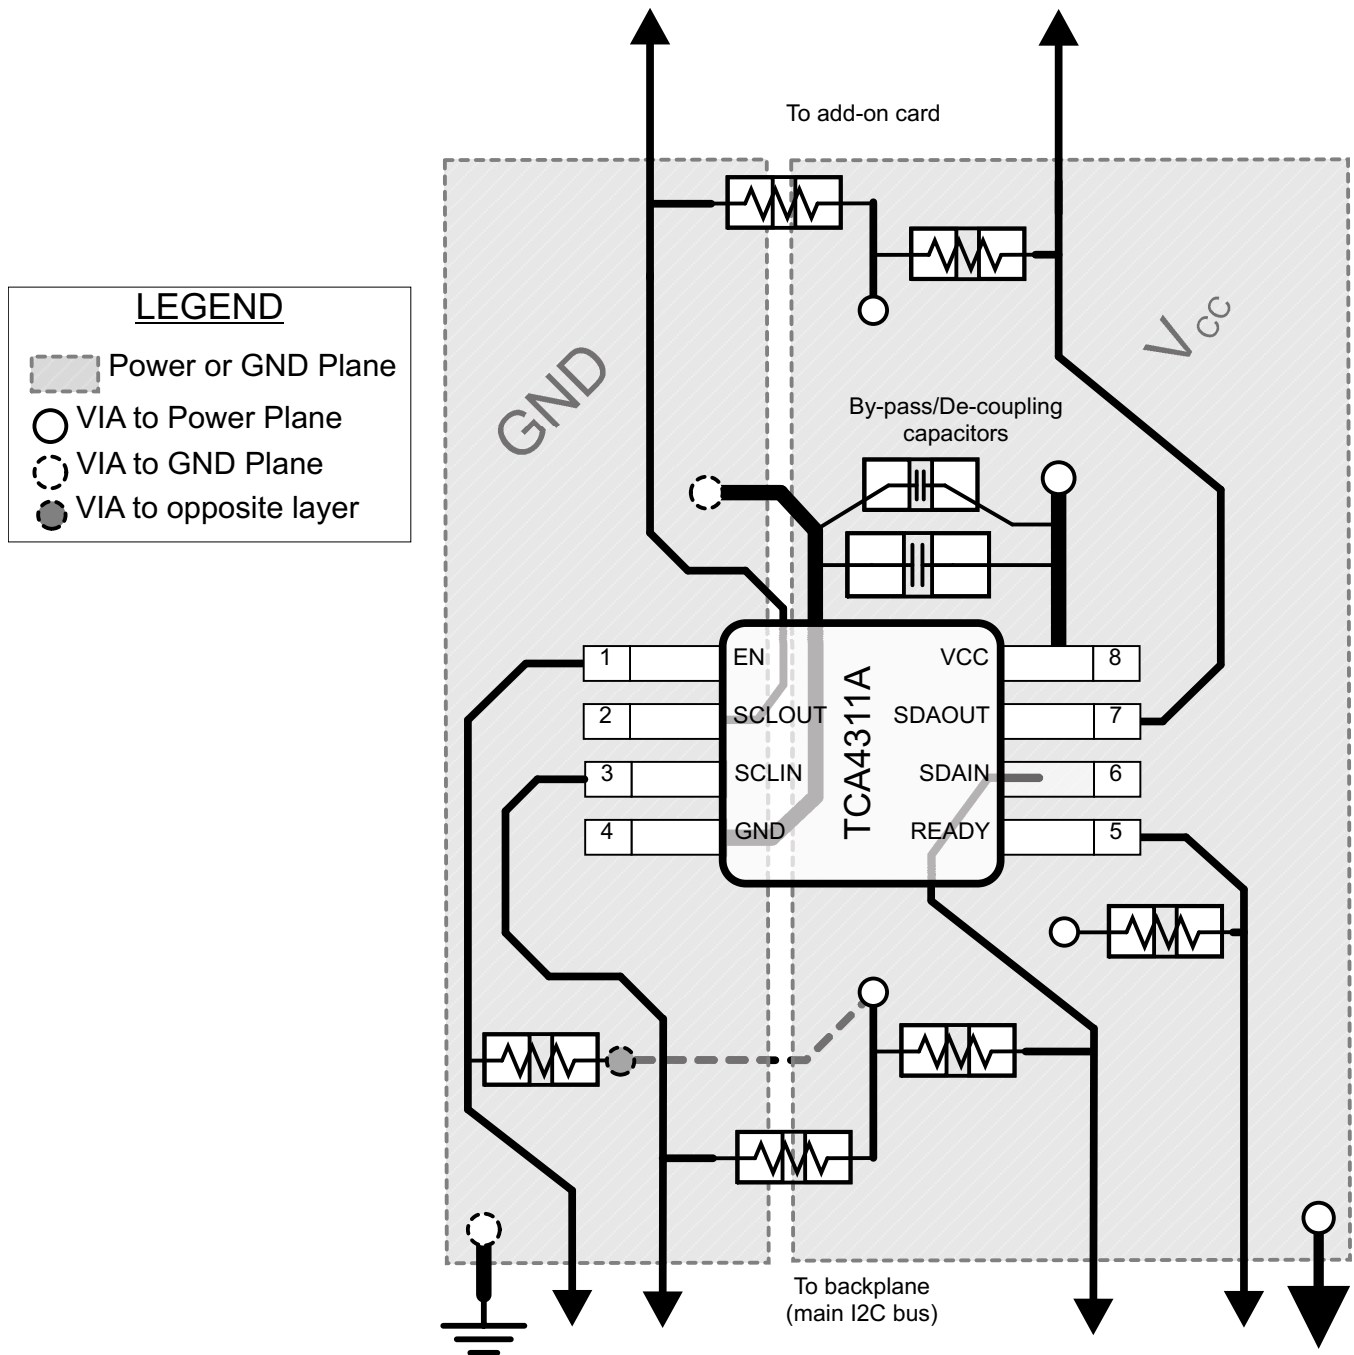 To add-on card
LEGEND
Power or GND Plane
VIA to Power Plane
VIA to GND Plane
VIA to opposite layer
GND
VCC
By-pass/De-coupling
capacitors
1
EN
VCC
8
2
SCLOUT
SDAOUT
7
3
SCLIN
SDAIN
6
4
GND
READY
5
TCA4311A
To backplane
(main I2C bus)